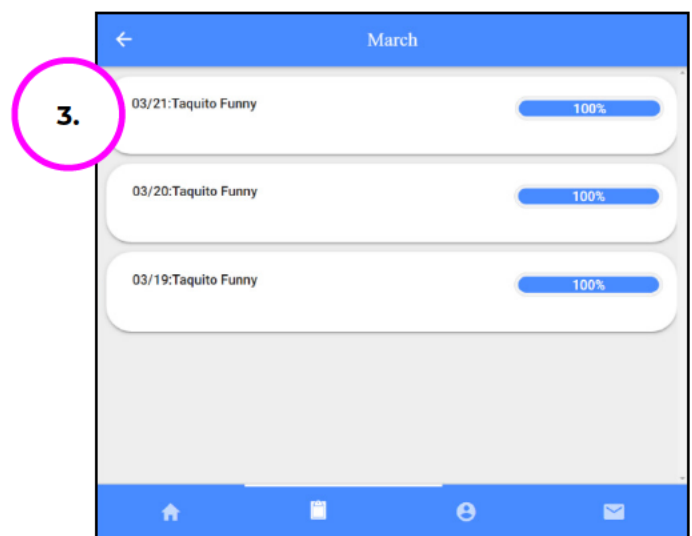 March
3.
03/21:Taquito Funny
100%
03/20:Taquito Funny
100%
03/19:Taquito Funny
100%